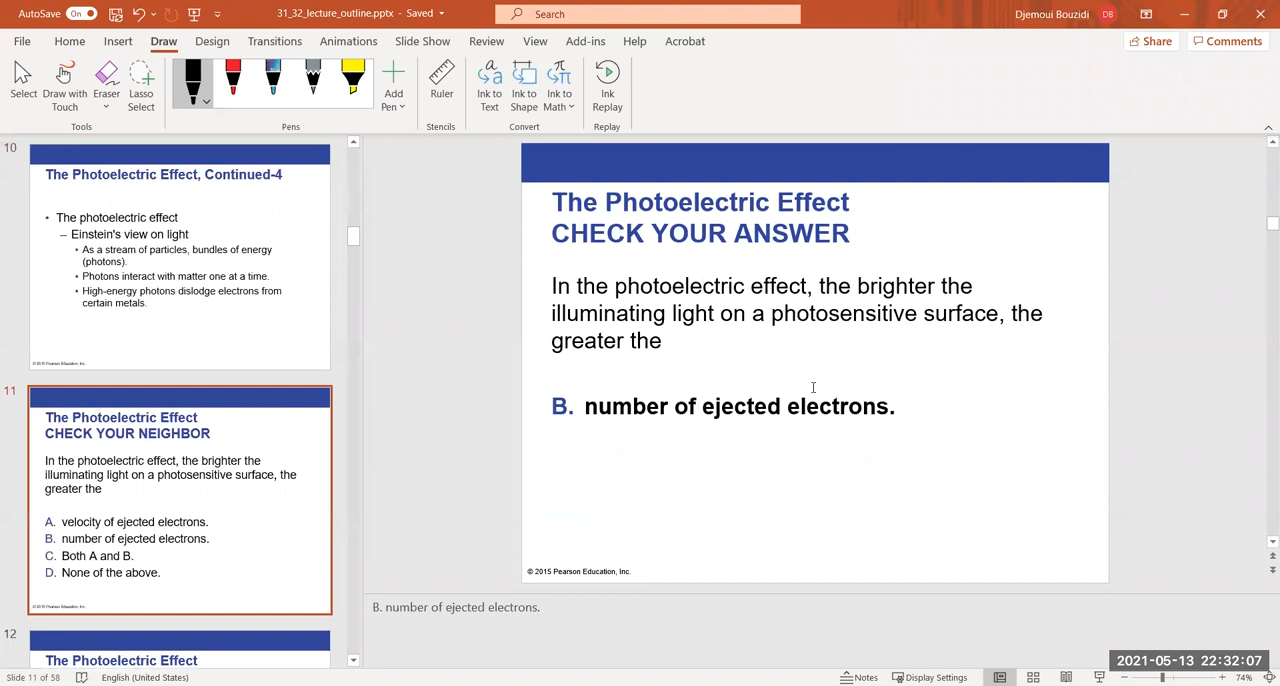 AutoSave On 31_32_lecture_outline.pptx - Saved Search Djemoui Bouzidi DB
File Home Insert Draw Design Transitions Animations Slide Show Review View Add-ins Help Acrobat Share Comments
Select Draw with Touch Eraser Lasso Select Add Pen Ruler Ink to Text Ink to Shape Ink to Math Ink Replay
Tools Pens Stencils Convert Replay
10
The Photoelectric Effect, Continued-4
• The photoelectric effect
– Einstein's view on light
• As a stream of particles, bundles of energy
(photons).
• Photons interact with matter one at a time.
• High-energy photons dislodge electrons from
certain metals.
© 2015 Pearson Education, Inc.
11
The Photoelectric Effect
CHECK YOUR NEIGHBOR
In the photoelectric effect, the brighter the
illuminating light on a photosensitive surface, the
greater the
A. velocity of ejected electrons.
B. number of ejected electrons.
C. Both A and B.
D. None of the above.
© 2015 Pearson Education, Inc.
12
The Photoelectric Effect
The Photoelectric Effect
CHECK YOUR ANSWER
In the photoelectric effect, the brighter the
illuminating light on a photosensitive surface, the
greater the
B. number of ejected electrons.
© 2015 Pearson Education, Inc.
B. number of ejected electrons.
2021-05-13 22:32:07
Slide 11 of 58 English (United States) Notes Display Settings 74%